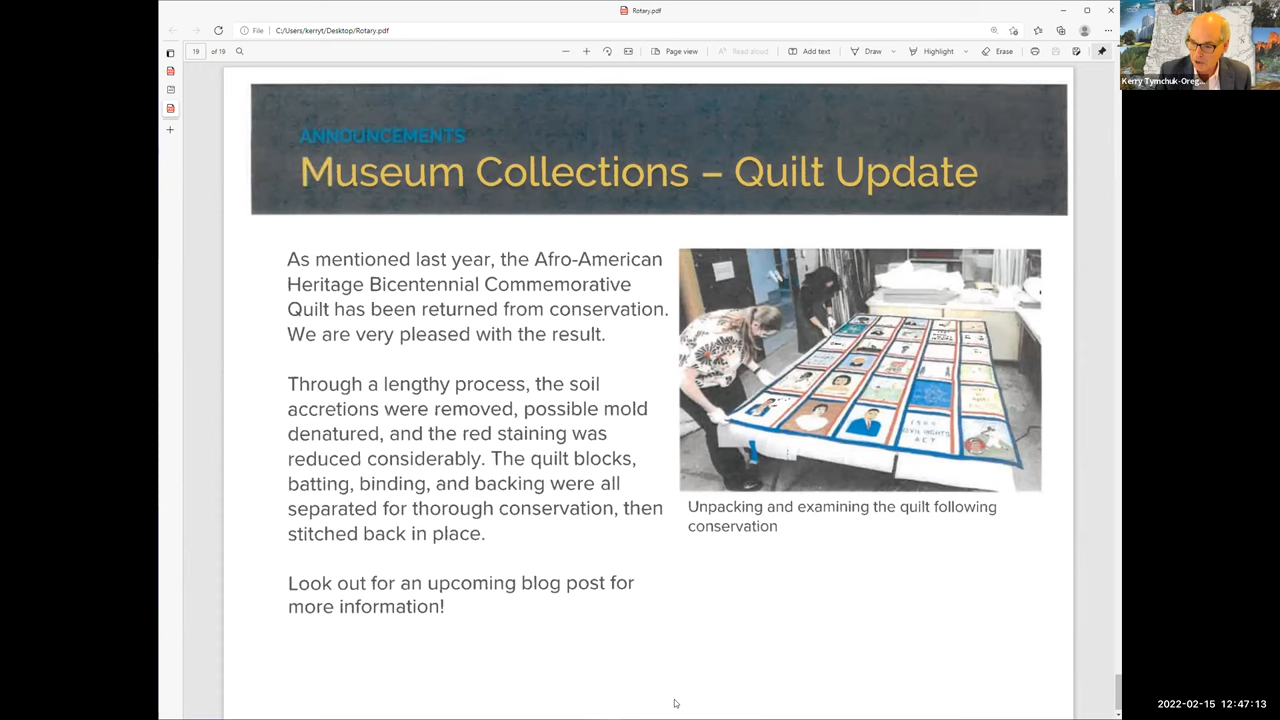 Rotary.pdf
File
C:/Users/kerryt/Desktop/Rotary.pdf
19 of 19
Page view
Read aloud
Add text
Draw
Highlight
Erase
Kerry Tymchuk-Oreg...
ANNOUNCEMENTS
Museum Collections – Quilt Update
As mentioned last year, the Afro-American
Heritage Bicentennial Commemorative
Quilt has been returned from conservation.
We are very pleased with the result.
Through a lengthy process, the soil
accretions were removed, possible mold
denatured, and the red staining was
reduced considerably. The quilt blocks,
batting, binding, and backing were all
separated for thorough conservation, then
stitched back in place.
Look out for an upcoming blog post for
more information!
CIVIL RIGHTS
ACT
Unpacking and examining the quilt following
conservation
2022-02-15 12:47:13